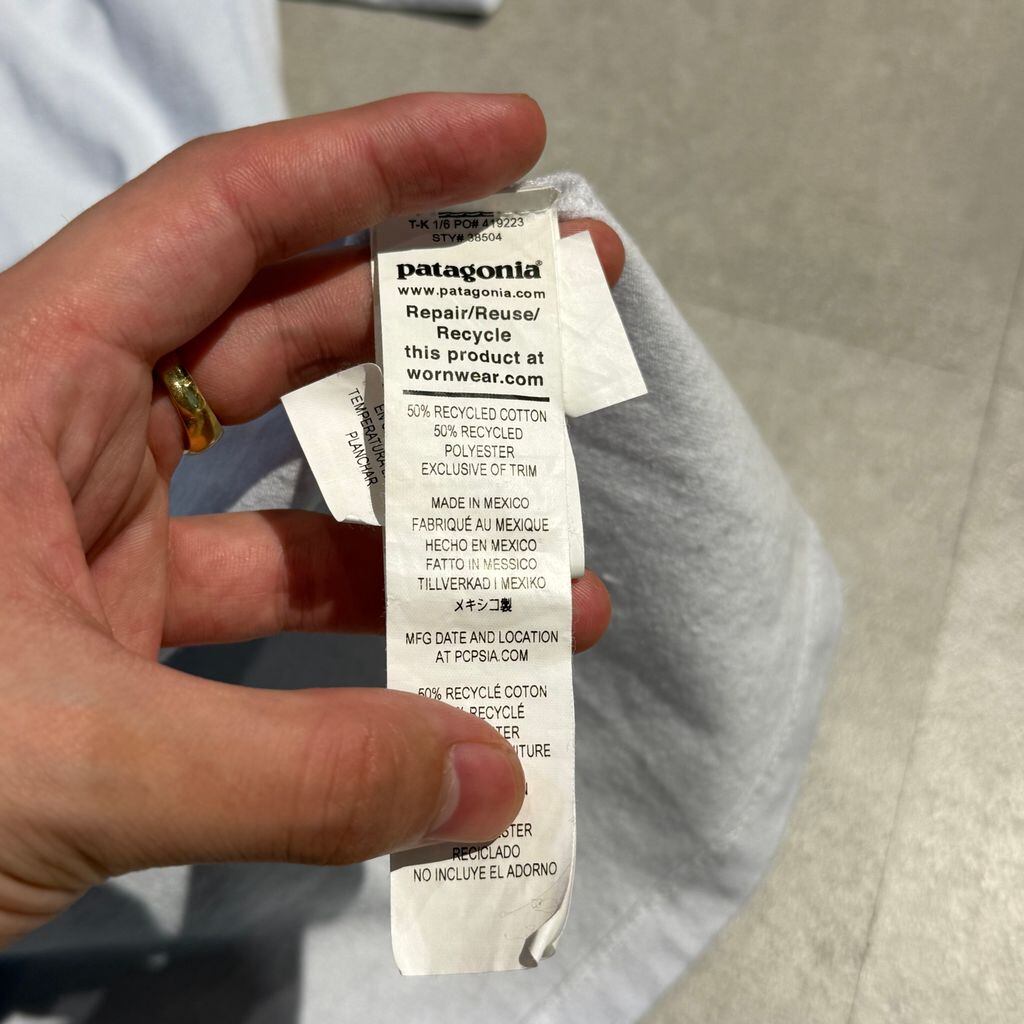 T-K 1/6 PO# 419223
STY# 38504
patagonia®
www.patagonia.com
Repair/Reuse/
Recycle
this product at
wornwear.com
50% RECYCLED COTTON
50% RECYCLED
POLYESTER
EXCLUSIVE OF TRIM
MADE IN MEXICO
FABRIQUÉ AU MEXIQUE
HECHO EN MEXICO
FATTO IN MESSICO
TILLVERKAD I MEXIKO
メキシコ製
MFG DATE AND LOCATION
AT PCPSIA.COM
50% RECYCLÉ COTON
RECYCLÉ
RECICLADO
NO INCLUYE EL ADORNO
TEMPERATURA
PLANCHAR